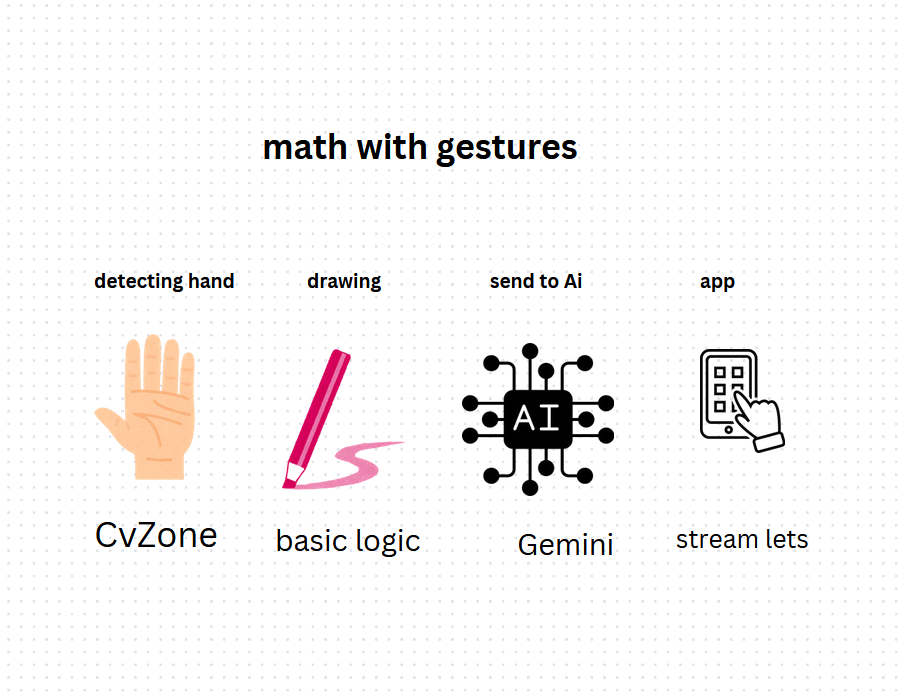 math with gestures
detecting hand
drawing
send to Ai
app
AI
CvZone
basic logic
Gemini
stream lets